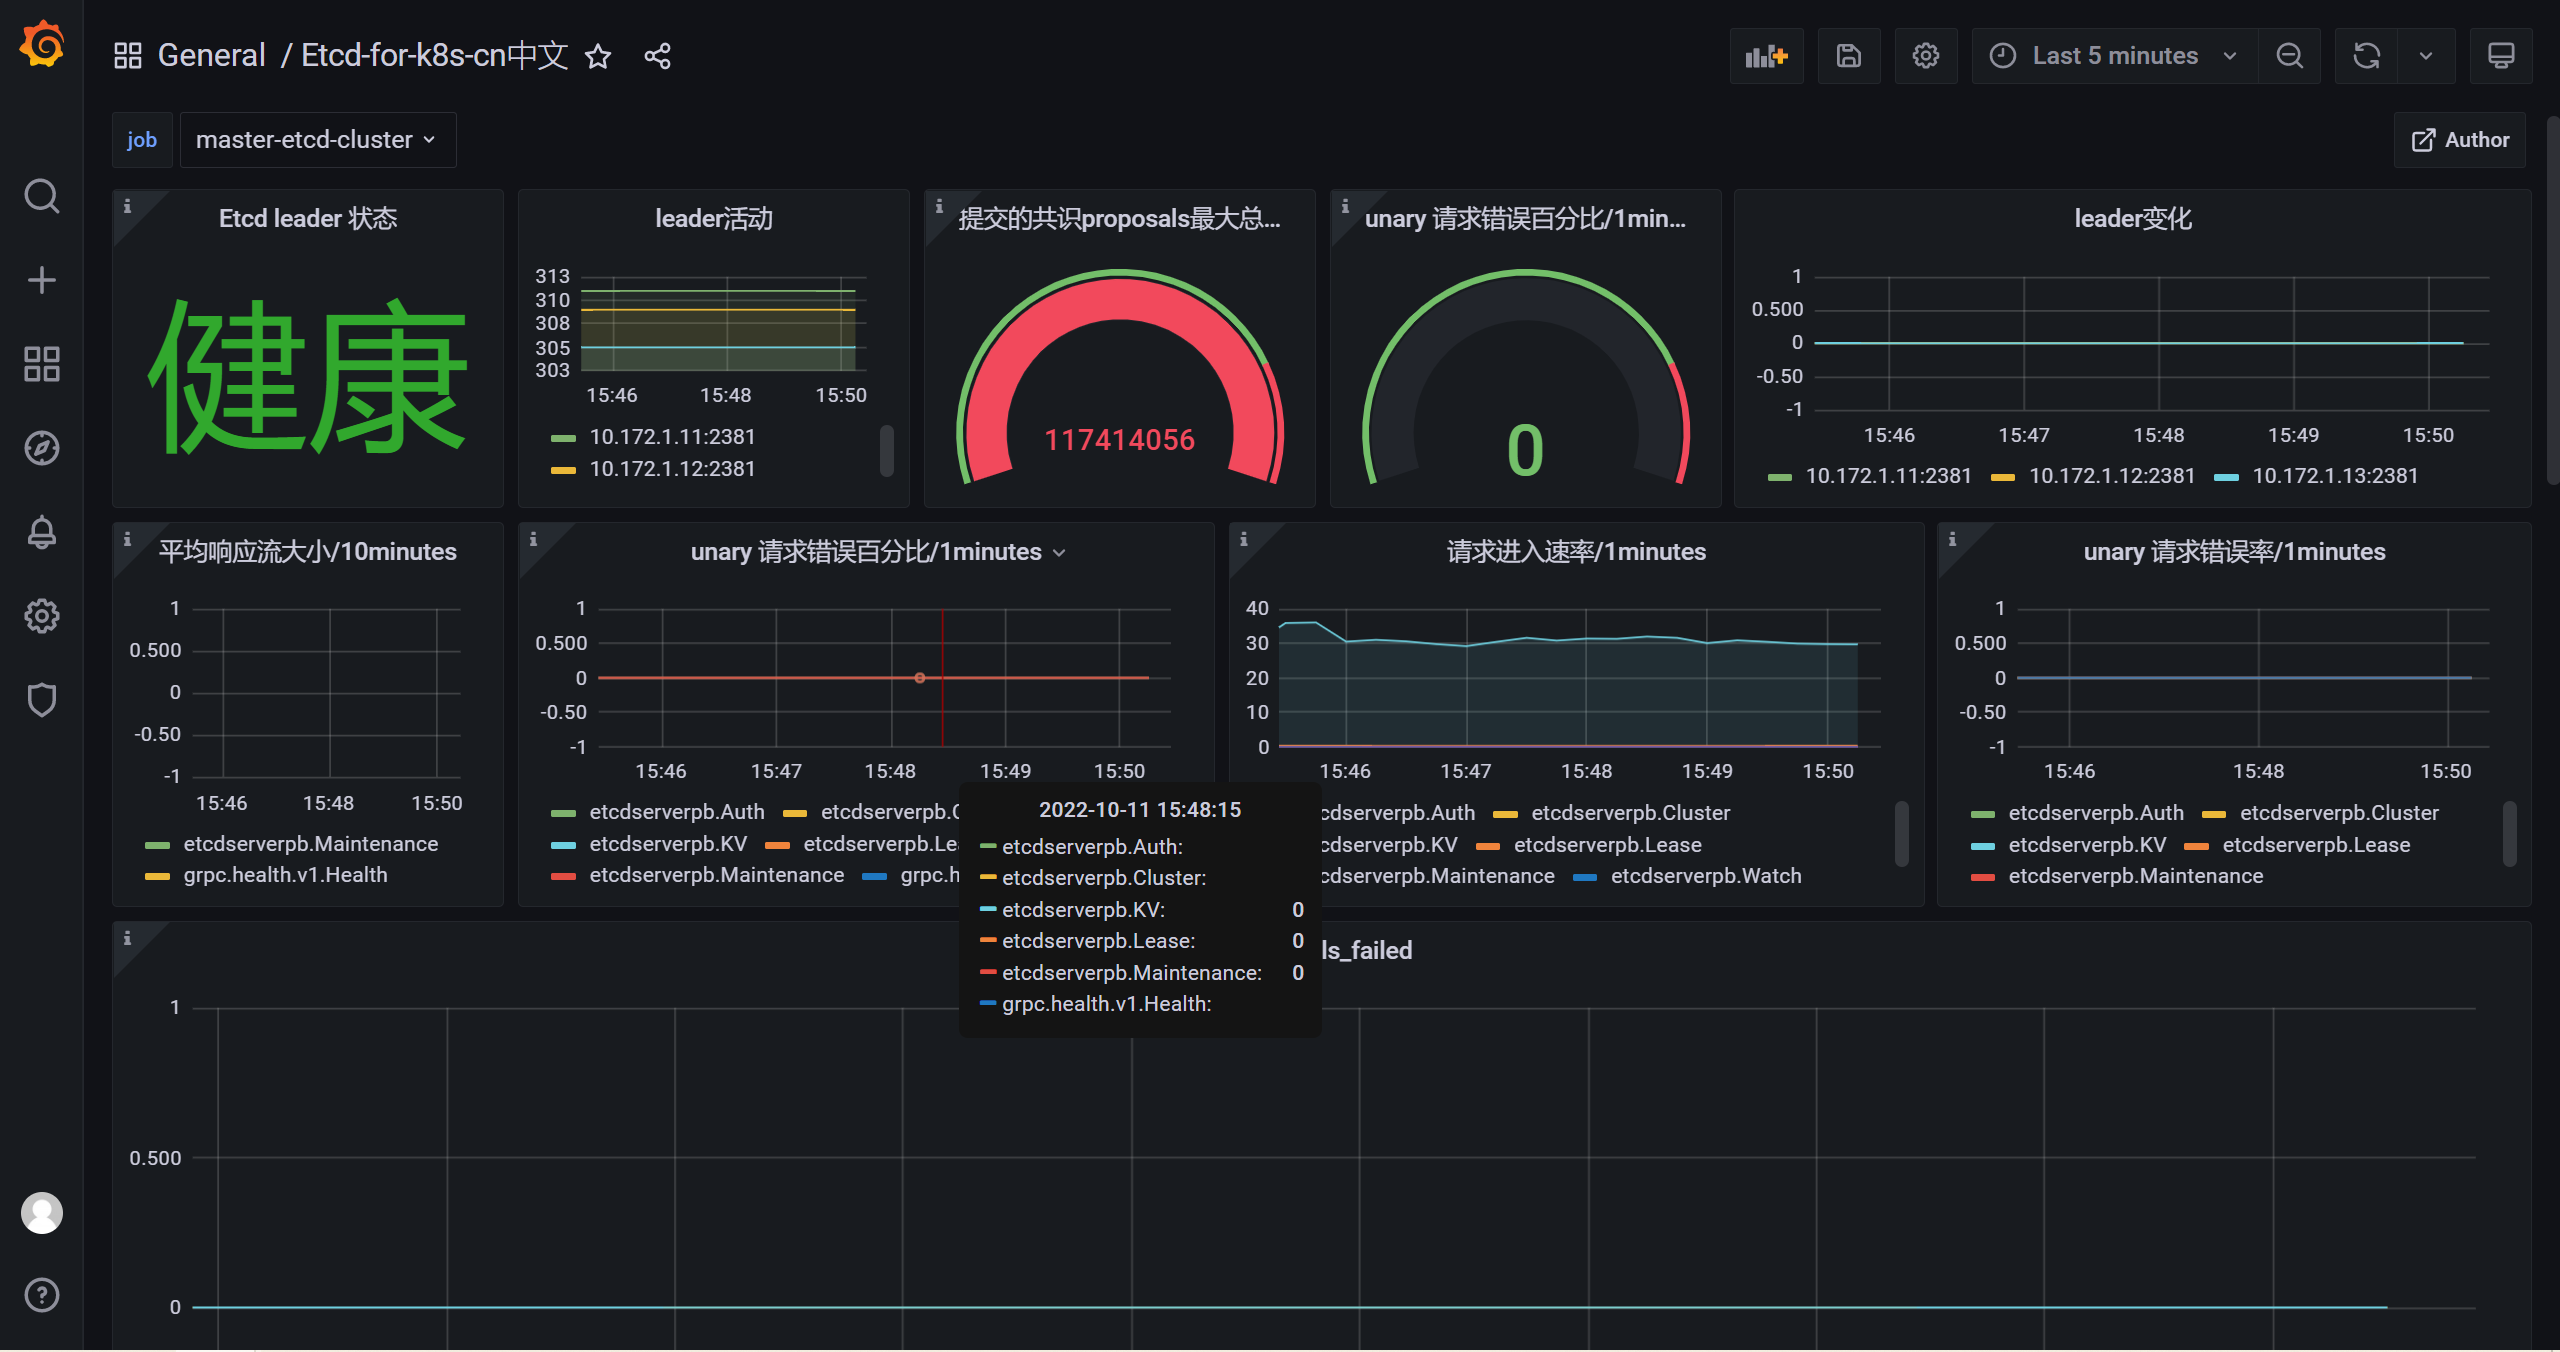 General / Etcd-for-k8s-cn中文
Last 5 minutes
job
master-etcd-cluster
Author
Etcd leader 状态
健康
leader活动
313
310
308
305
303
15:46 15:48 15:50
10.172.1.11:2381
10.172.1.12:2381
提交的共识proposals最大总...
117414056
unary 请求错误百分比/1min...
0
leader变化
1
0.500
0
-0.50
-1
15:46 15:47 15:48 15:49 15:50
10.172.1.11:2381 10.172.1.12:2381 10.172.1.13:2381
平均响应流大小/10minutes
1
0.500
0
-0.50
-1
15:46 15:48 15:50
etcdserverpb.Maintenance
grpc.health.v1.Health
unary 请求错误百分比/1minutes
1
0.500
0
-0.50
-1
15:46 15:47 15:48 15:49 15:50
etcdserverpb.Auth etcdserverpb.C
etcdserverpb.KV etcdserverpb.Lea
etcdserverpb.Maintenance grpc.h
2022-10-11 15:48:15
etcdserverpb.Auth:
etcdserverpb.Cluster:
etcdserverpb.KV: 0
etcdserverpb.Lease: 0
etcdserverpb.Maintenance: 0
grpc.health.v1.Health:
请求进入速率/1minutes
40
30
20
10
0
15:46 15:47 15:48 15:49 15:50
cdserverpb.Auth etcdserverpb.Cluster
cdserverpb.KV etcdserverpb.Lease
cdserverpb.Maintenance etcdserverpb.Watch
unary 请求错误率/1minutes
1
0.500
0
-0.50
-1
15:46 15:48 15:50
etcdserverpb.Auth etcdserverpb.Cluster
etcdserverpb.KV etcdserverpb.Lease
etcdserverpb.Maintenance
ls_failed
1
0.500
0